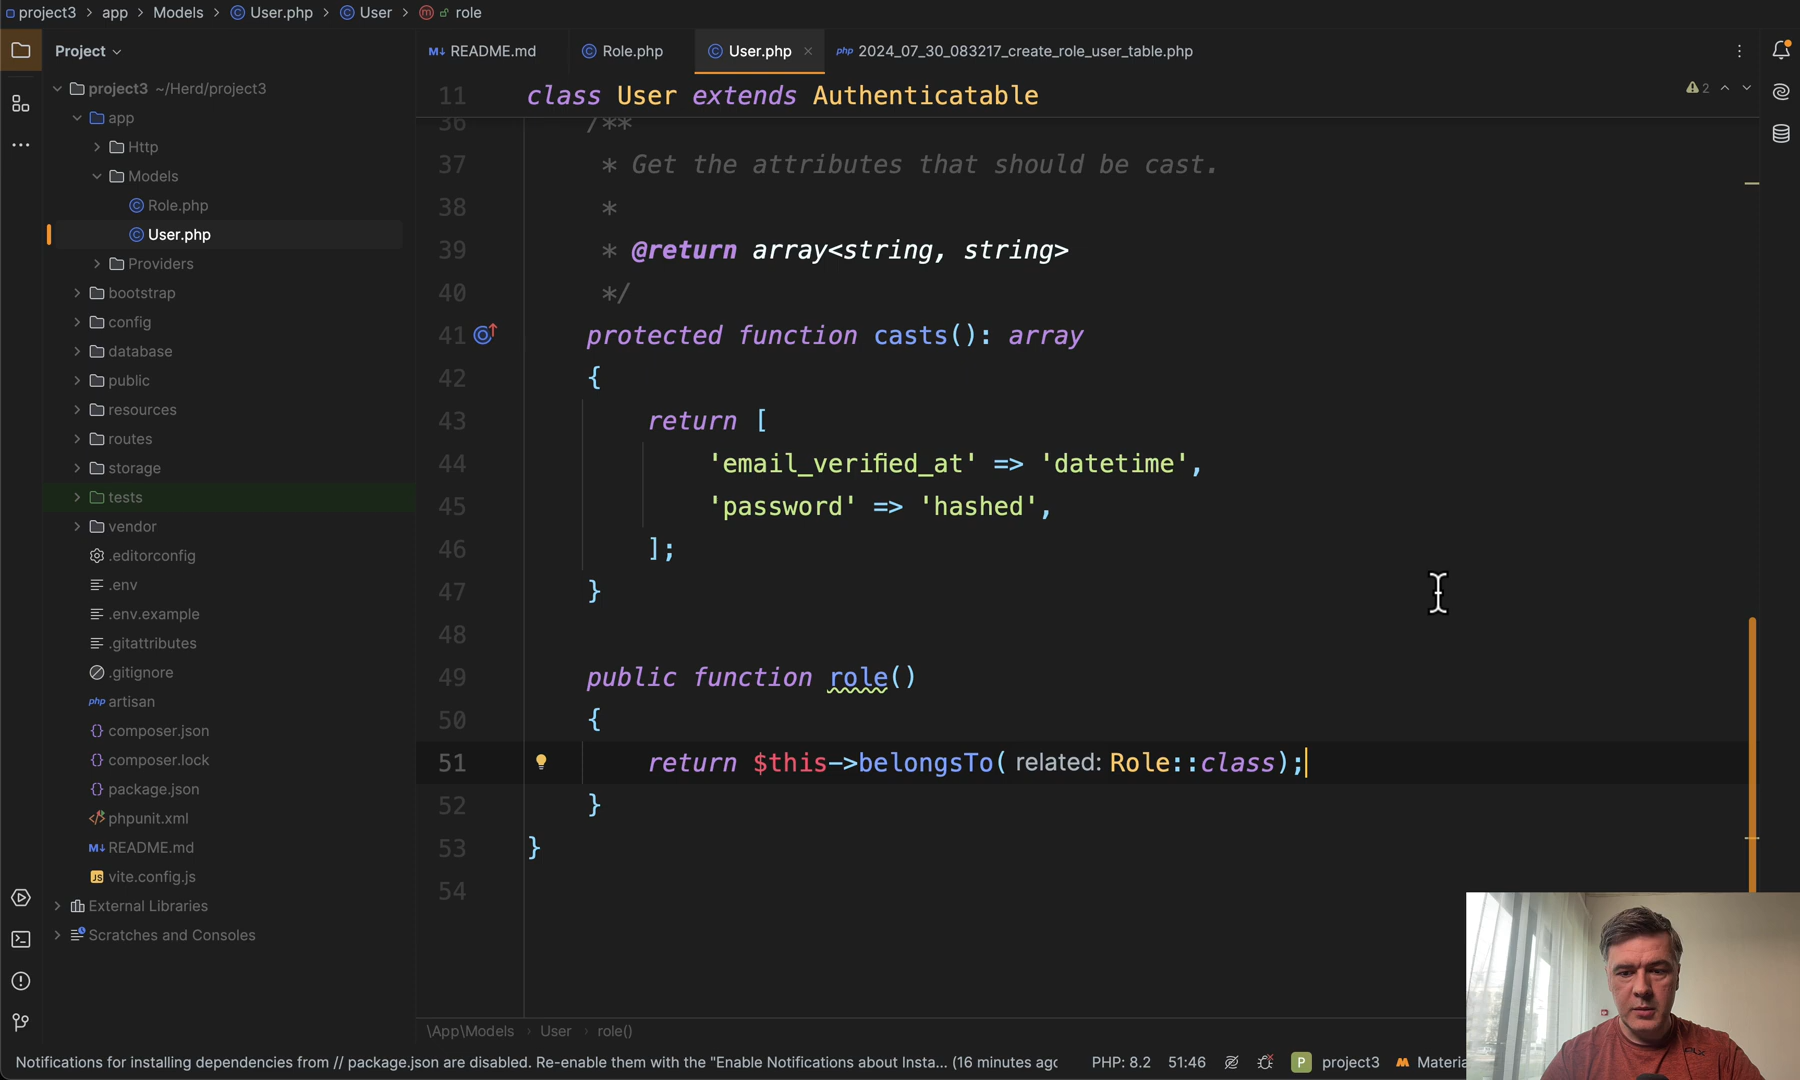 project3 > app > Models > User.php > User > role
Project
README.md
Role.php
User.php
2024_07_30_083217_create_role_user_table.php
project3 ~/Herd/project3
app
Http
Models
Role.php
User.php
Providers
bootstrap
config
database
public
resources
routes
storage
tests
vendor
.editorconfig
.env
.env.example
.gitattributes
.gitignore
artisan
composer.json
composer.lock
package.json
phpunit.xml
README.md
vite.config.js
External Libraries
Scratches and Consoles
11 class User extends Authenticatable
2
36 /**
37 * Get the attributes that should be cast.
38 *
39 * @return array<string, string>
40 */
41 protected function casts(): array
42 {
43 return [
44 'email_verified_at' => 'datetime',
45 'password' => 'hashed',
46 ];
47 }
48
49 public function role()
50 {
51 return $this->belongsTo( related: Role::class);
52 }
53 }
54
\App\Models > User > role()
Notifications for installing dependencies from // package.json are disabled. Re-enable them with the "Enable Notifications about Insta... (16 minutes ago
PHP: 8.2
51:46
P project3
Materia